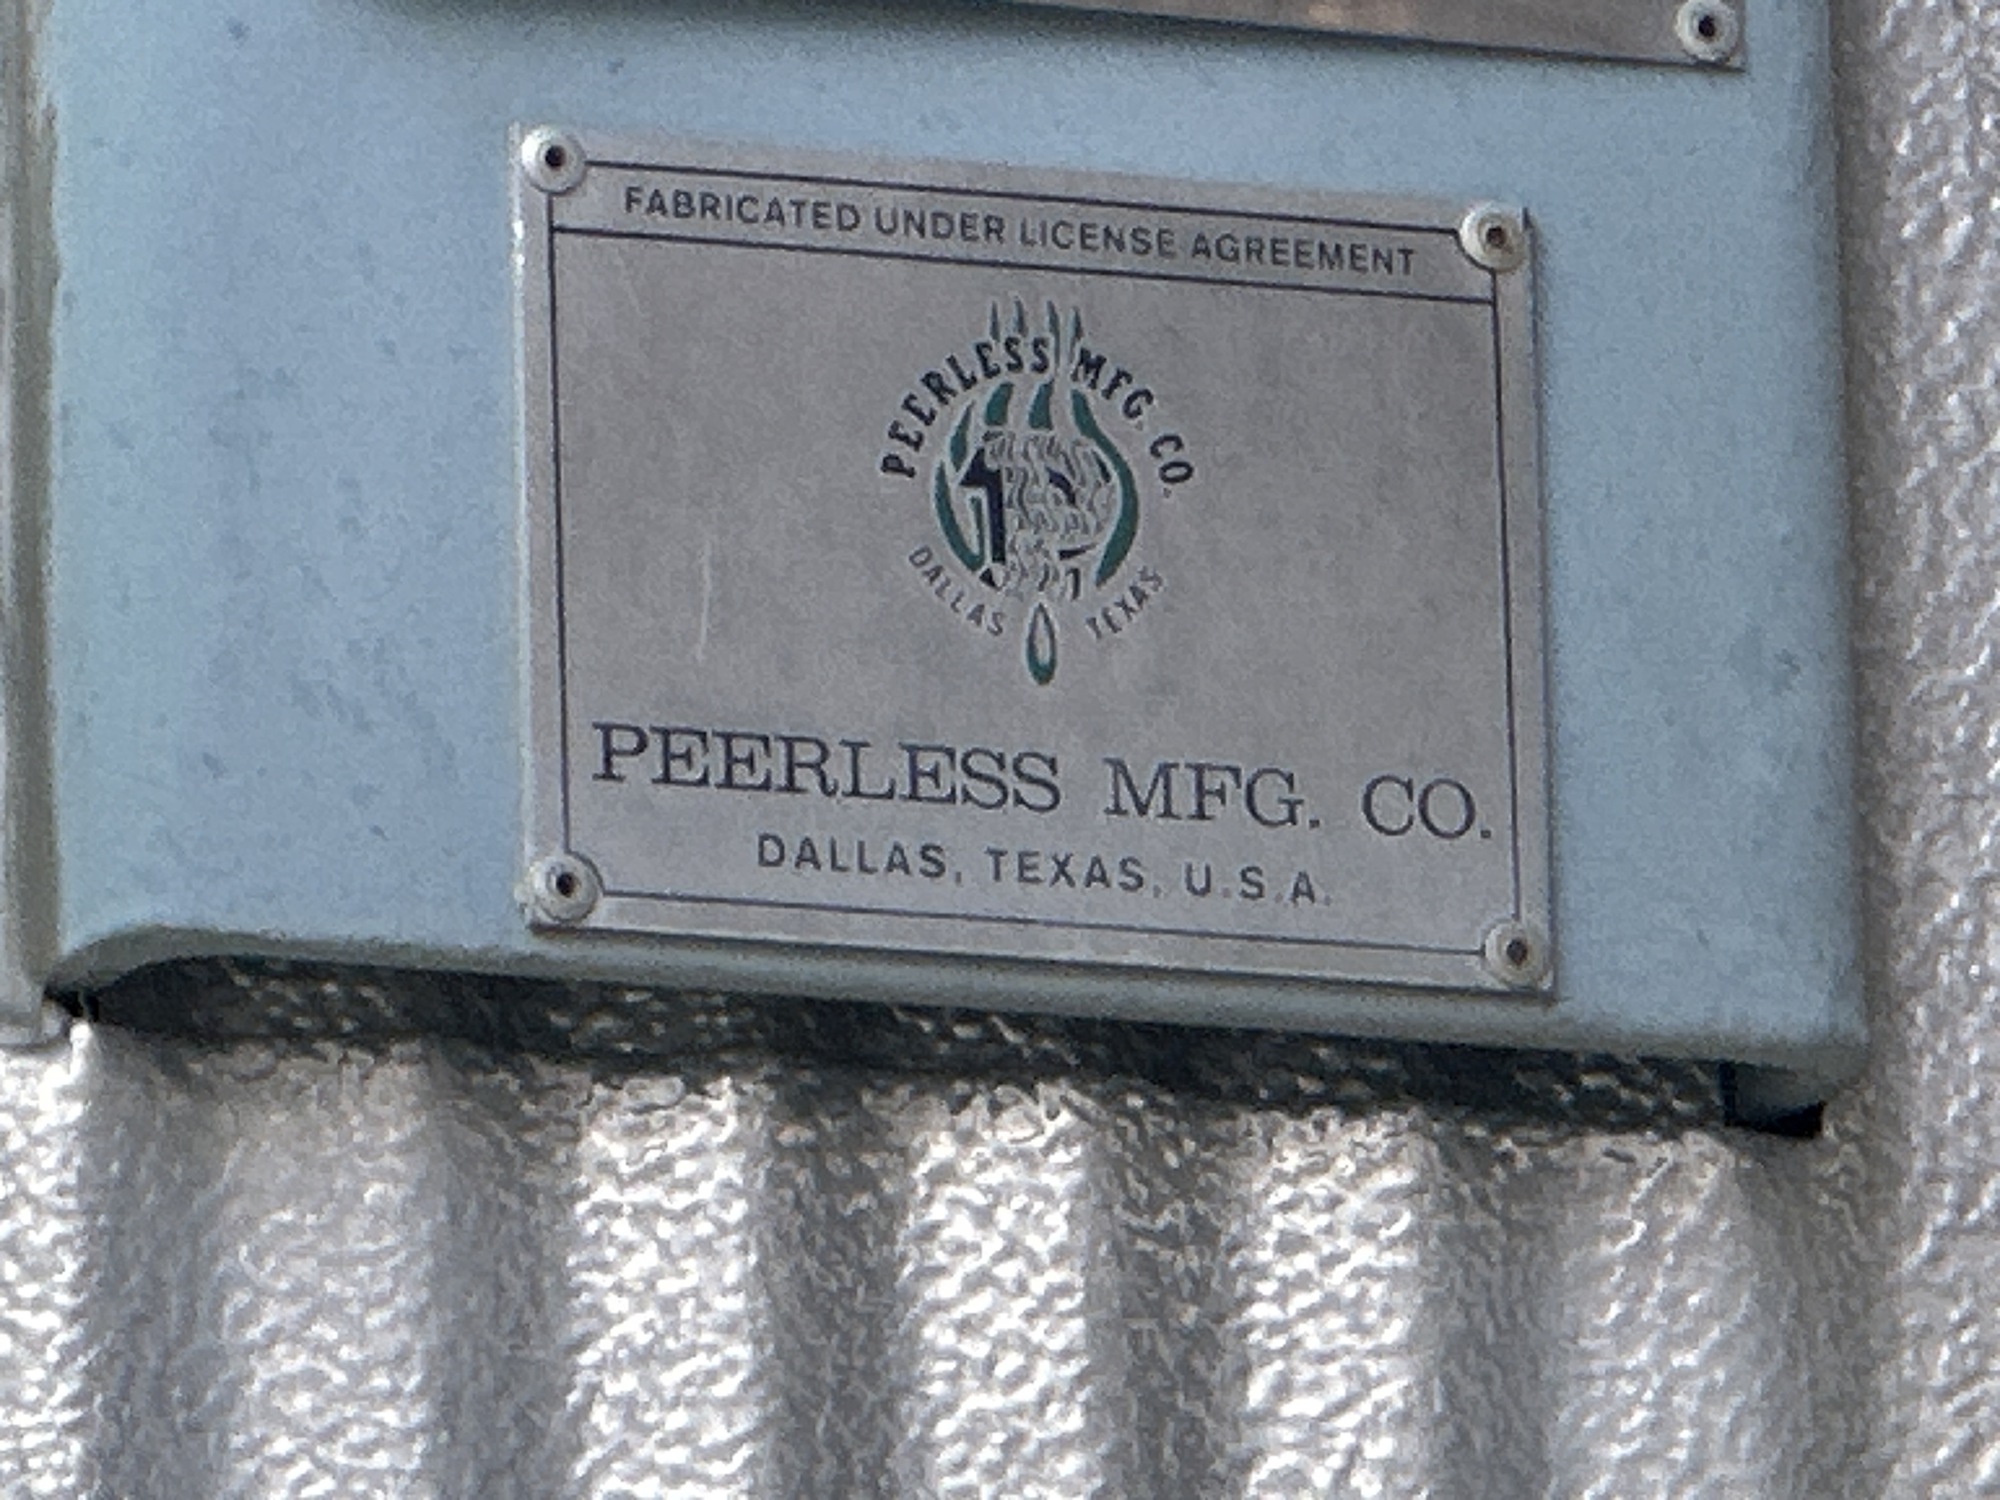 FABRICATED UNDER LICENSE AGREEMENT
PEERLESS MFG. CO.
DALLAS TEXAS
PEERLESS MFG. CO.
DALLAS, TEXAS, U.S.A.